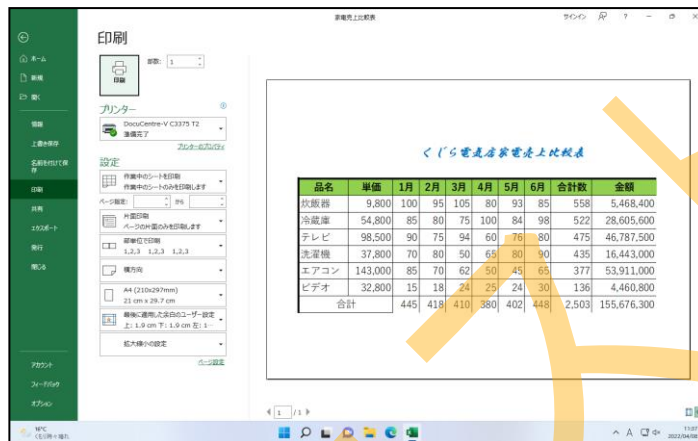 家電売上比較表
サインイン ?
印刷
ホーム
新規
開く
情報
上書き保存
名前を付けて保存
印刷
共有
エクスポート
発行
閉じる
アカウント
フィードバック
オプション
印刷
部数: 1
プリンター
DocuCentre-V C3375 T2
準備完了
プリンターのプロパティ
設定
作業中のシートを印刷
作業中のシートのみを印刷します
ページ指定: から
片面印刷
ページの片面のみを印刷します
部単位で印刷
1,2,3 1,2,3 1,2,3
横方向
A4 (210x297mm)
21 cm x 29.7 cm
最後に適用した余白のユーザー設定
上: 1.9 cm 下: 1.9 cm 左: 1…
拡大縮小の設定
ページ設定
くじら電気店家電売上比較表
品名 単価 1月 2月 3月 4月 5月 6月 合計数 金額
炊飯器 9,800 100 95 105 80 93 85 558 5,468,400
冷蔵庫 54,800 85 80 75 100 84 98 522 28,605,600
テレビ 98,500 90 75 94 60 76 80 475 46,787,500
洗濯機 37,800 70 80 50 65 80 90 435 16,443,000
エアコン 143,000 85 70 62 50 45 65 377 53,911,000
ビデオ 32,800 15 18 24 25 24 30 136 4,460,800
合計 445 418 410 380 402 448 2,503 155,676,300
1 /1
16°C
A